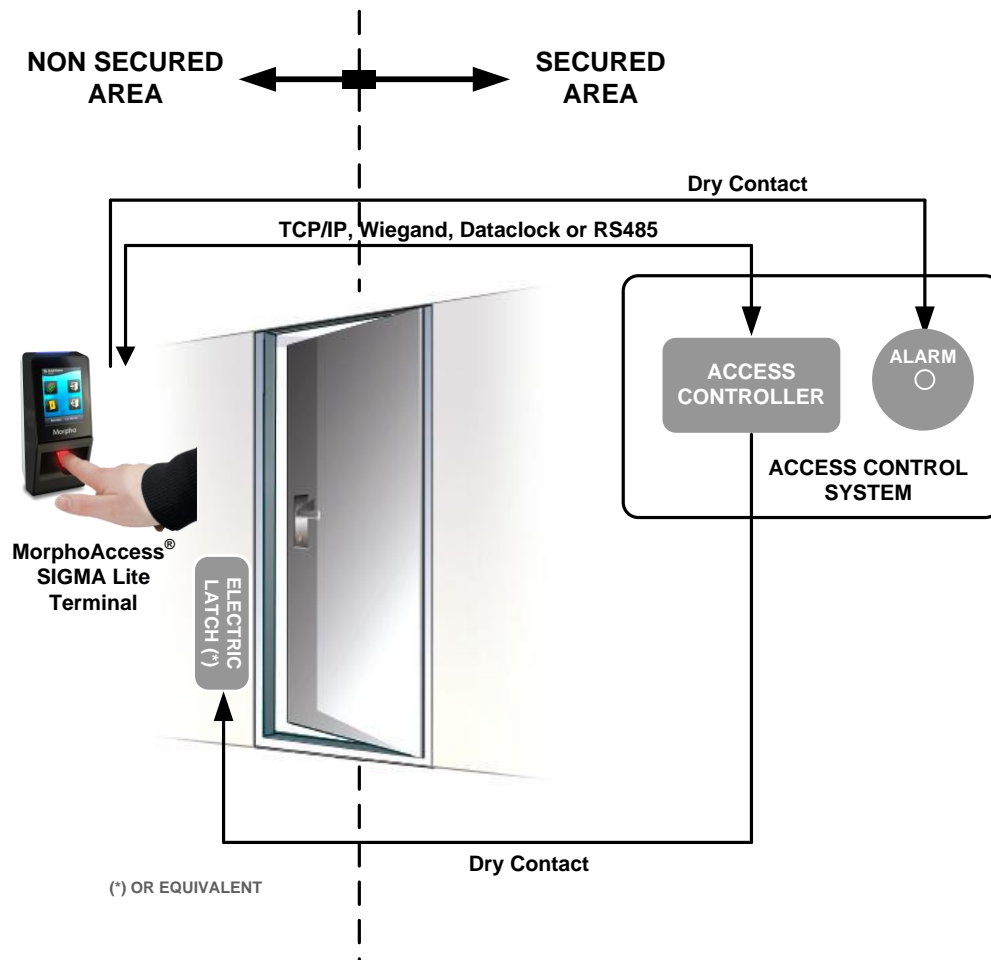 NON SECURED
AREA
SECURED
AREA
Dry Contact
TCP/IP, Wiegand, Dataclock or RS485
ACCESS
CONTROLLER
ALARM
ACCESS CONTROL
SYSTEM
Morpho
MorphoAccess®
SIGMA Lite
Terminal
ELECTRIC
LATCH (*)
Dry Contact
(*) OR EQUIVALENT